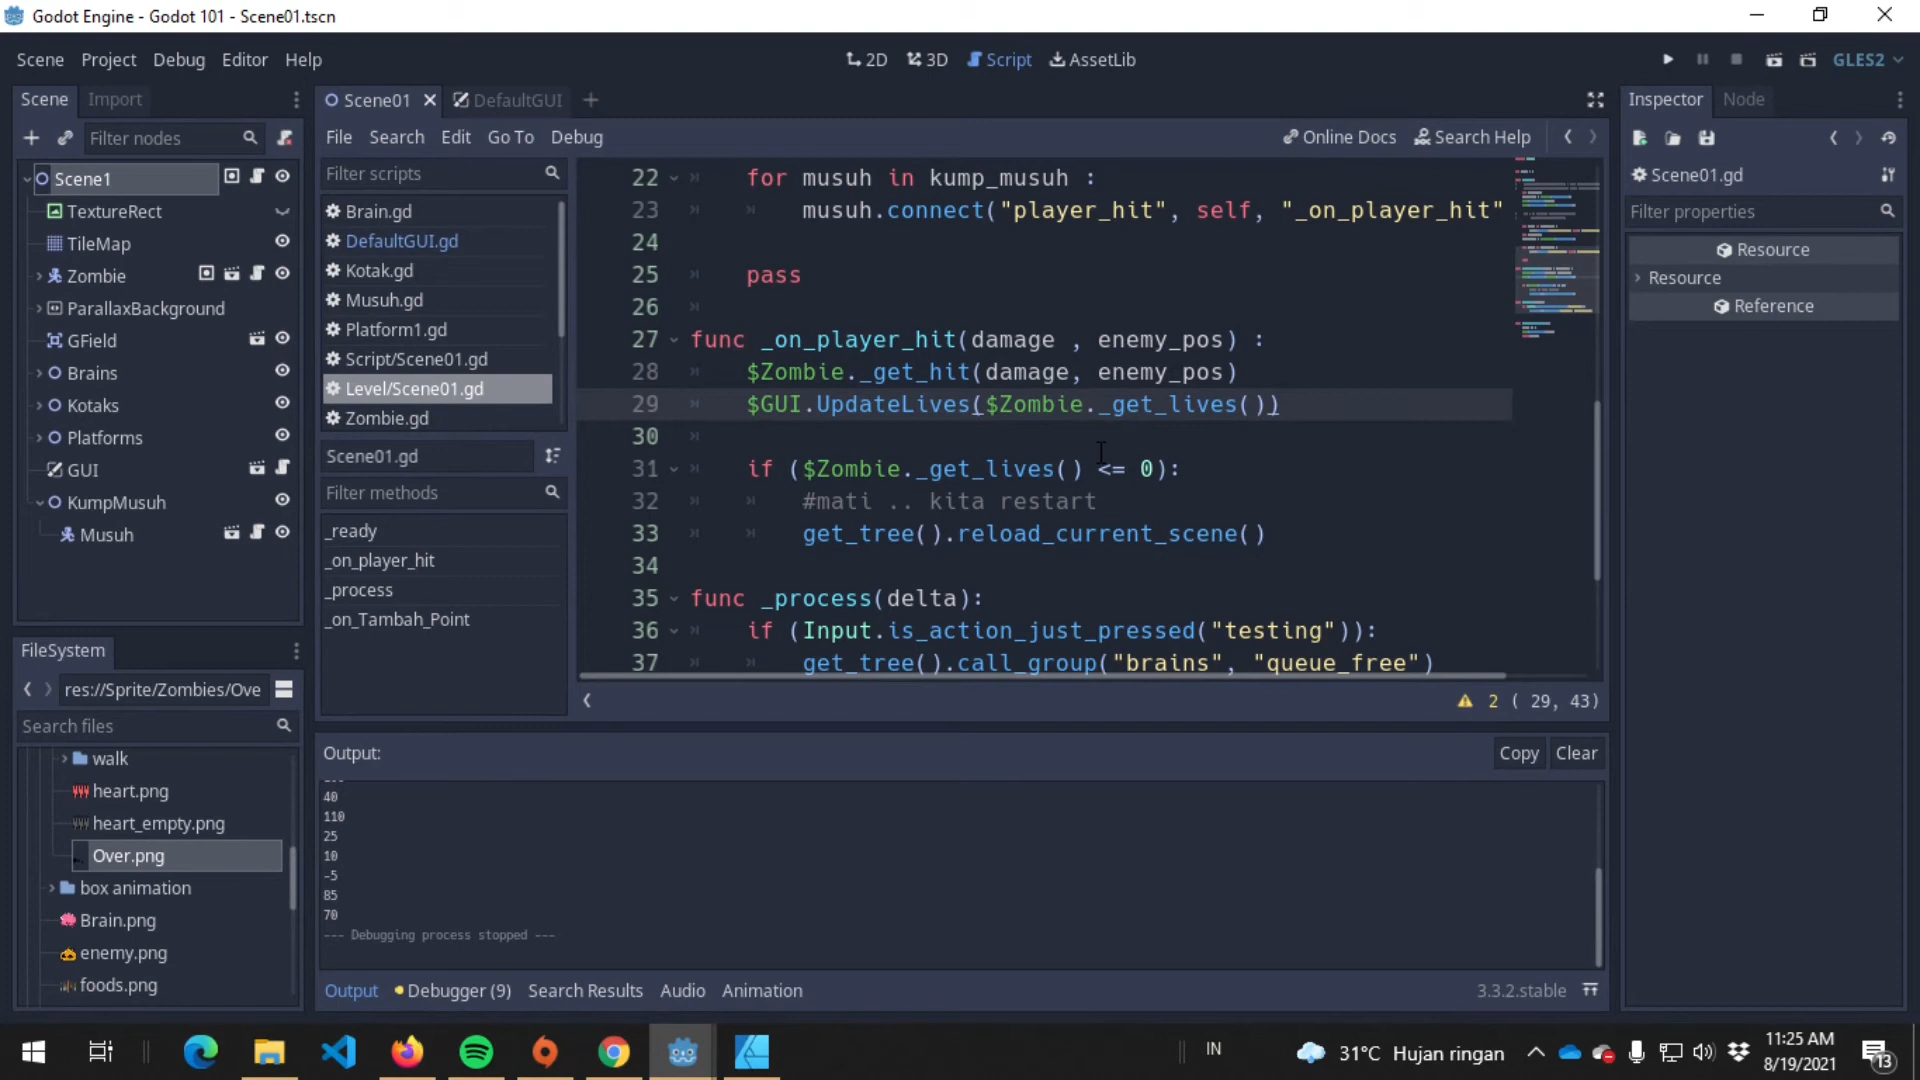 Godot Engine - Godot 101 - Scene01.tscn
Scene Project Debug Editor Help
2D 3D Script AssetLib
GLES2
Scene Import
Filter nodes
Scene1
TextureRect
TileMap
Zombie
ParallaxBackground
GField
Brains
Kotaks
Platforms
GUI
KumpMusuh
Musuh
FileSystem
res://Sprite/Zombies/Ove
Search files
walk
heart.png
heart_empty.png
Over.png
box animation
Brain.png
enemy.png
foods.png
Scene01 DefaultGUI
File Search Edit Go To Debug
Online Docs Search Help
Filter scripts
Brain.gd
DefaultGUI.gd
Kotak.gd
Musuh.gd
Platform1.gd
Script/Scene01.gd
Level/Scene01.gd
Zombie.gd
Scene01.gd
Filter methods
_ready
_on_player_hit
_process
_on_Tambah_Point
22 for musuh in kump_musuh :
23 musuh.connect("player_hit", self, "_on_player_hit"
24
25 pass
26
27 func _on_player_hit(damage , enemy_pos) :
28 $Zombie._get_hit(damage, enemy_pos)
29 $GUI.UpdateLives($Zombie._get_lives())
30
31 if ($Zombie._get_lives() <= 0):
32 #mati .. kita restart
33 get_tree().reload_current_scene()
34
35 func _process(delta):
36 if (Input.is_action_just_pressed("testing")):
37 get_tree().call_group("brains", "queue_free")
2 ( 29, 43)
Output:
Copy Clear
40
110
25
10
-5
85
70
--- Debugging process stopped ---
Output Debugger (9) Search Results Audio Animation
3.3.2.stable
Inspector Node
Scene01.gd
Filter properties
Resource
Resource
Reference
IN
31°C Hujan ringan
11:25 AM
8/19/2021
13